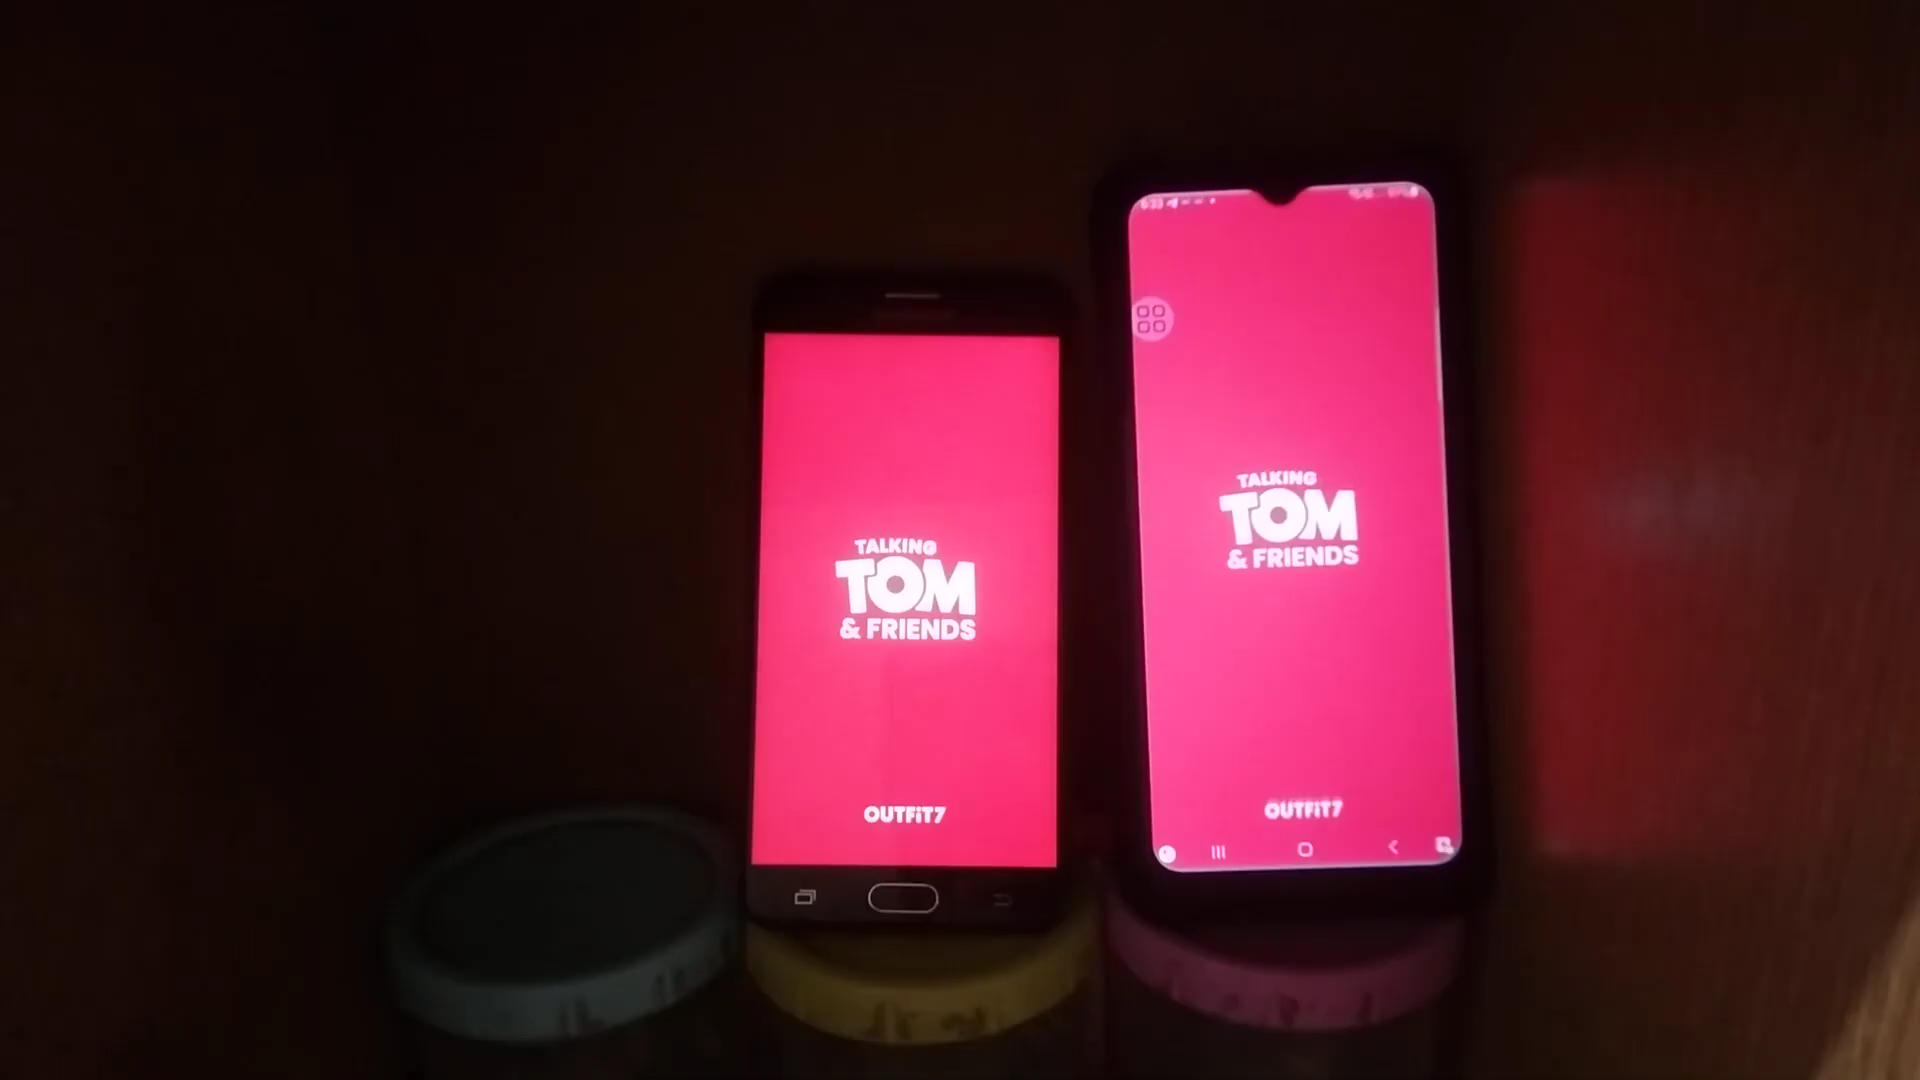 TALKING
TOM
& FRIENDS
OUTFiT7
TALKING
TOM
& FRIENDS
OUTFiT7